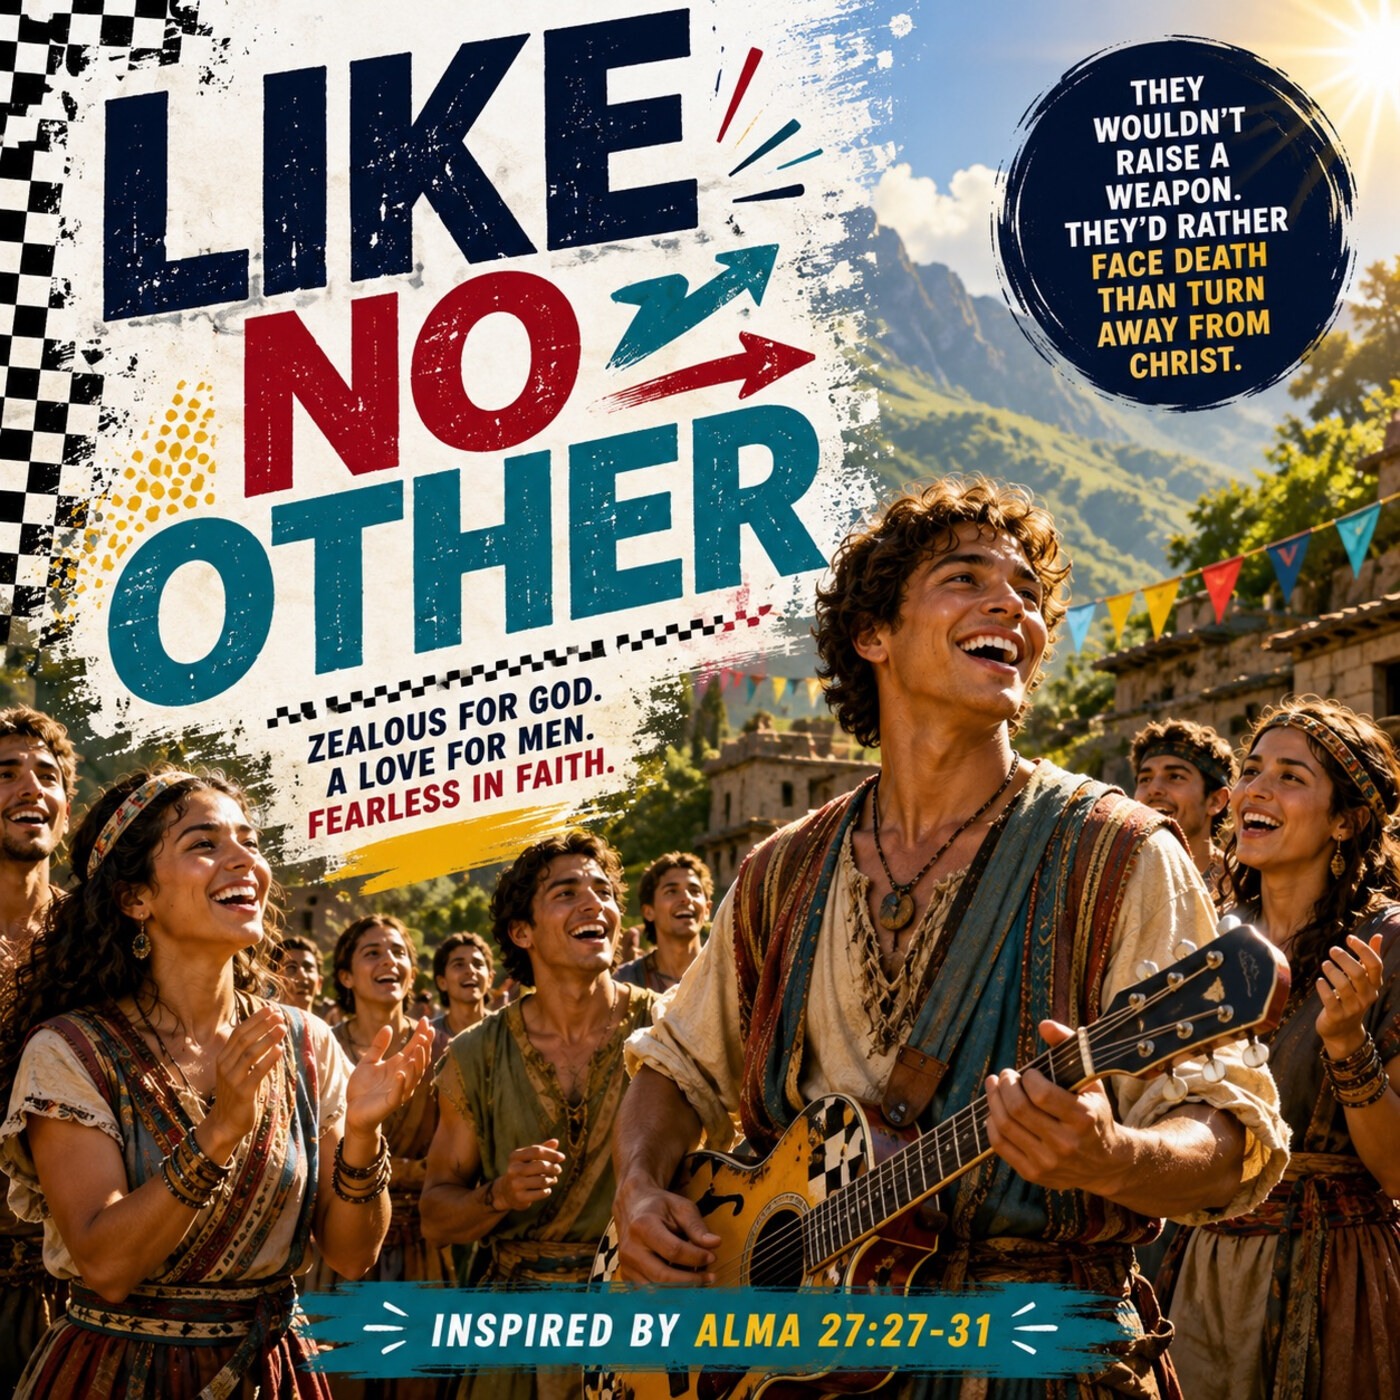 LIKE
NO
OTHER
ZEALOUS FOR GOD.
A LOVE FOR MEN.
FEARLESS IN FAITH.
THEY
WOULDN'T
RAISE A
WEAPON.
THEY'D RATHER
FACE DEATH
THAN TURN
AWAY FROM
CHRIST.
INSPIRED BY ALMA 27:27-31